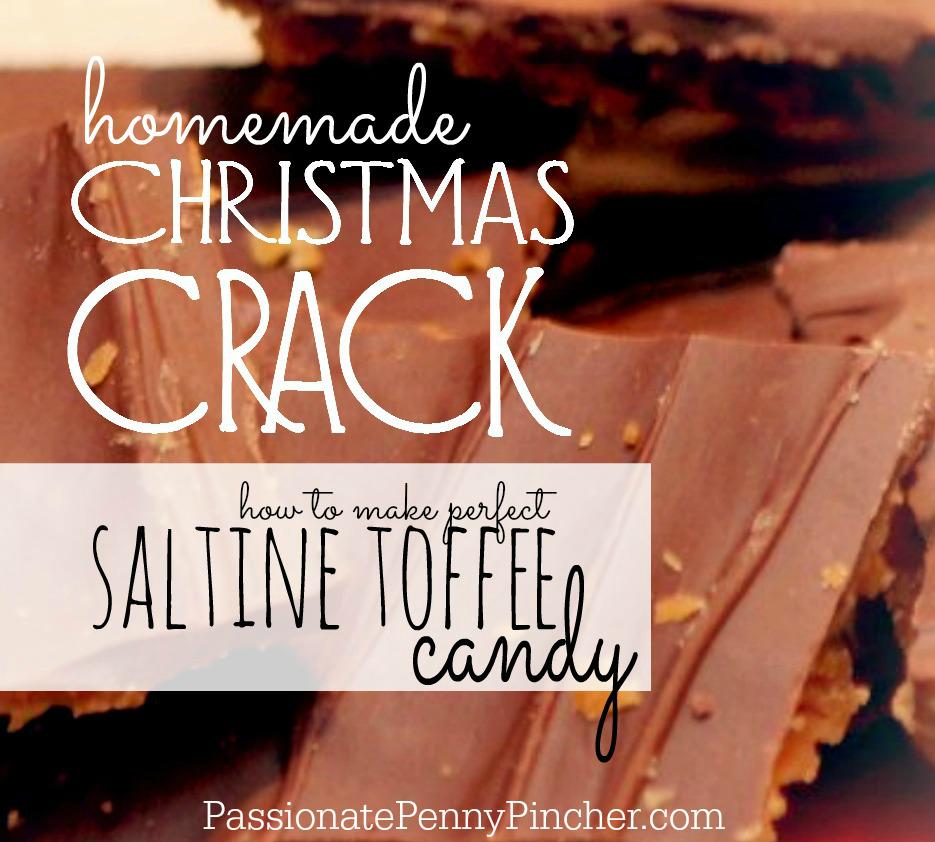 homemade
CHRISTMAS
CRACK
how to make perfect
SALTINE TOFFEE
candy
PassionatePennyPincher.com